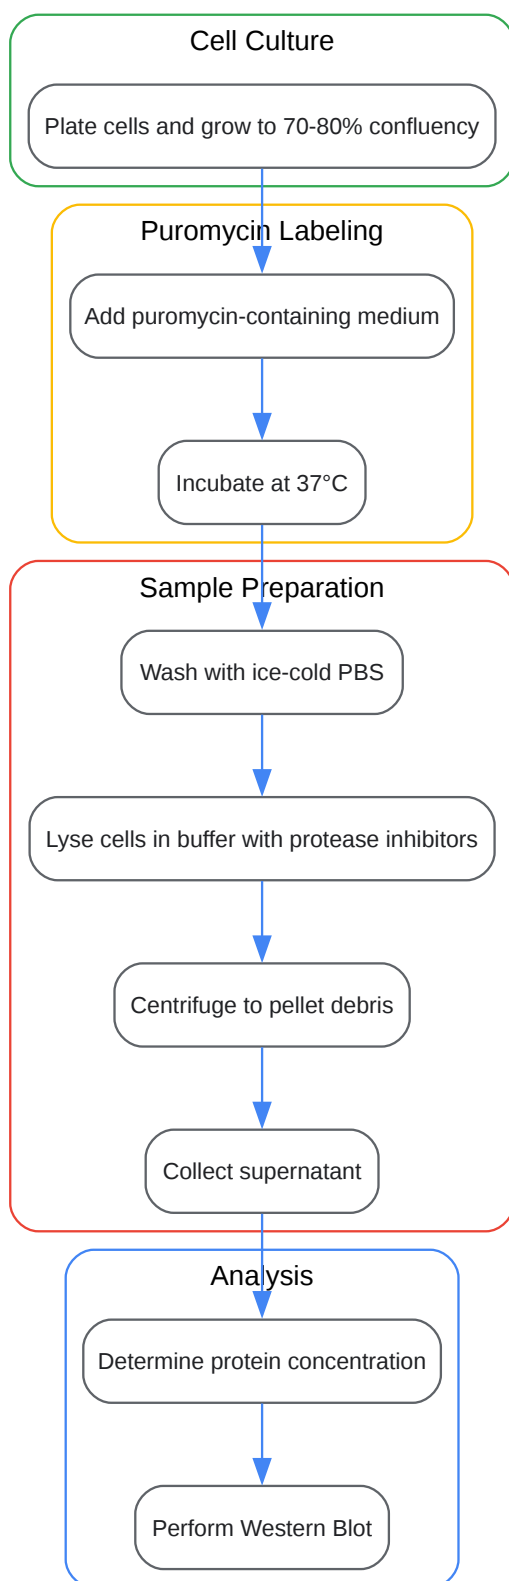 Cell Culture
Plate cells and grow to 70-80% confluency
Puromycin Labeling
Add puromycin-containing medium
Incubate at 37°C
Sample Preparation
Wash with ice-cold PBS
Lyse cells in buffer with protease inhibitors
Centrifuge to pellet debris
Collect supernatant
Analysis
Determine protein concentration
Perform Western Blot